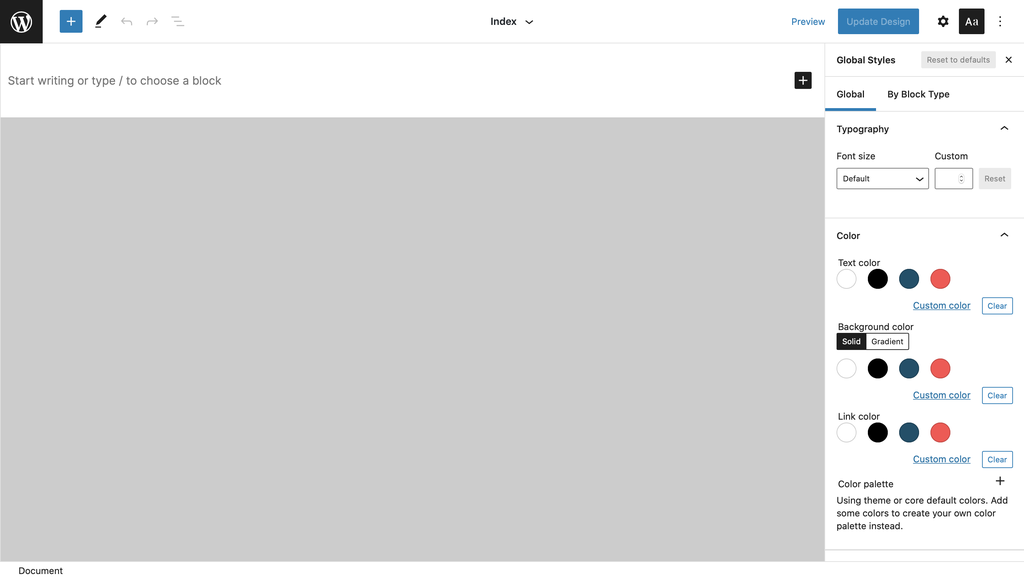 Index
Preview
Update Design
Aa
Global Styles
Reset to defaults
Start writing or type / to choose a block
Global
By Block Type
Typography
Font size
Custom
Default
Reset
Color
Text color
Custom color
Clear
Background color
Solid
Gradient
Custom color
Clear
Link color
Custom color
Clear
Color palette
Using theme or core default colors. Add
some colors to create your own color
palette instead.
Document